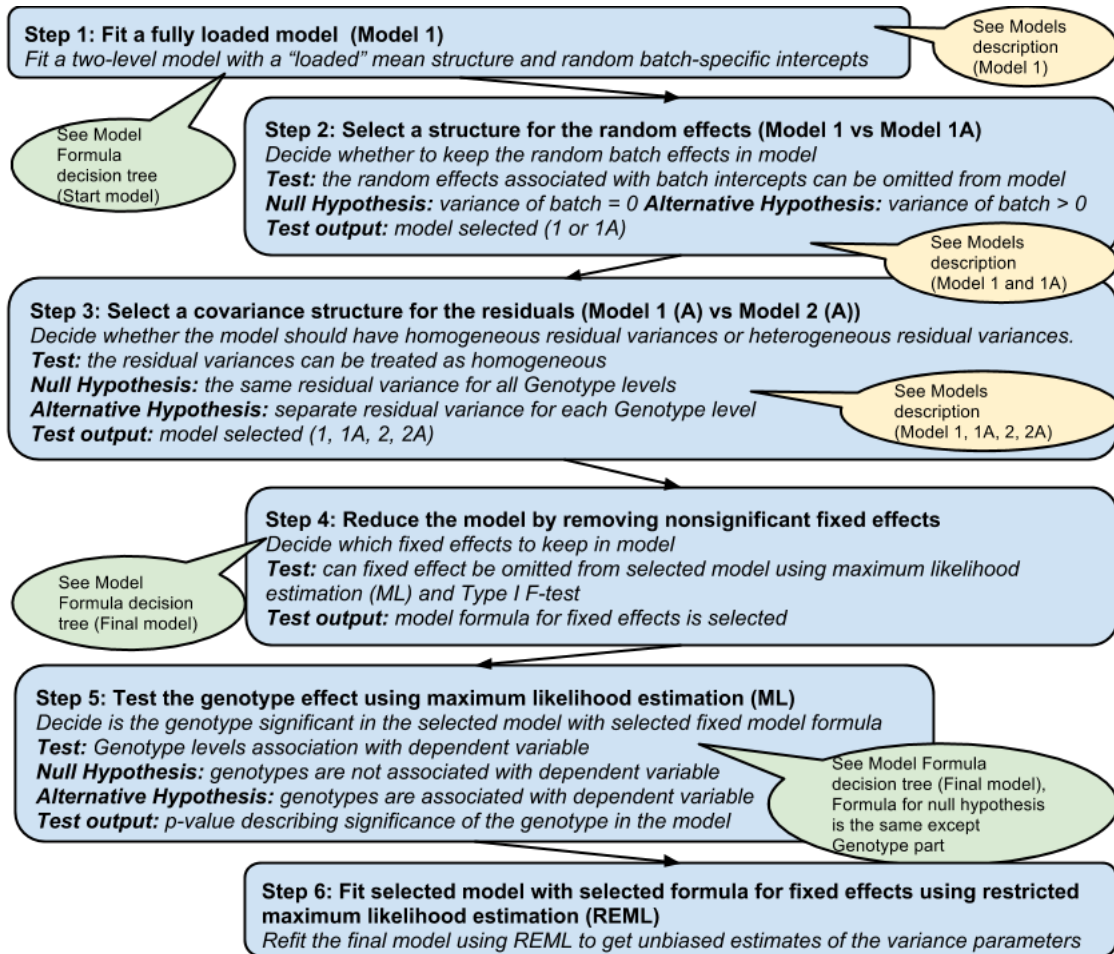 Step 1: Fit a fully loaded model (Model 1)
Fit a two-level model with a “loaded” mean structure and random batch-specific intercepts
See Models
description
(Model 1)
See Model
Formula
decision tree
(Start model)
Step 2: Select a structure for the random effects (Model 1 vs Model 1A)
Decide whether to keep the random batch effects in model
Test: the random effects associated with batch intercepts can be omitted from model
Null Hypothesis: variance of batch = 0 Alternative Hypothesis: variance of batch > 0
Test output: model selected (1 or 1A)
See Models
description
(Model 1 and 1A)
Step 3: Select a covariance structure for the residuals (Model 1 (A) vs Model 2 (A))
Decide whether the model should have homogeneous residual variances or heterogeneous residual variances.
Test: the residual variances can be treated as homogeneous
Null Hypothesis: the same residual variance for all Genotype levels
Alternative Hypothesis: separate residual variance for each Genotype level
Test output: model selected (1, 1A, 2, 2A)
See Models
description
(Model 1, 1A, 2, 2A)
Step 4: Reduce the model by removing nonsignificant fixed effects
Decide which fixed effects to keep in model
Test: can fixed effect be omitted from selected model using maximum likelihood
estimation (ML) and Type I F-test
Test output: model formula for fixed effects is selected
See Model
Formula decision
tree (Final model)
Step 5: Test the genotype effect using maximum likelihood estimation (ML)
Decide is the genotype significant in the selected model with selected fixed model formula
Test: Genotype levels association with dependent variable
Null Hypothesis: genotypes are not associated with dependent variable
Alternative Hypothesis: genotypes are associated with dependent variable
Test output: p-value describing significance of the genotype in the model
See Model Formula
decision tree (Final model),
Formula for null hypothesis
is the same except
Genotype part
Step 6: Fit selected model with selected formula for fixed effects using restricted
maximum likelihood estimation (REML)
Refit the final model using REML to get unbiased estimates of the variance parameters